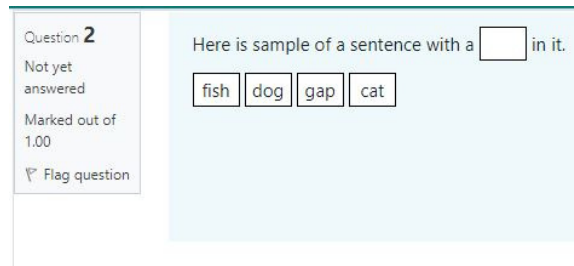 Question 2
Not yet
answered
Marked out of
1.00
Flag question
Here is sample of a sentence with a in it.
fish dog gap cat